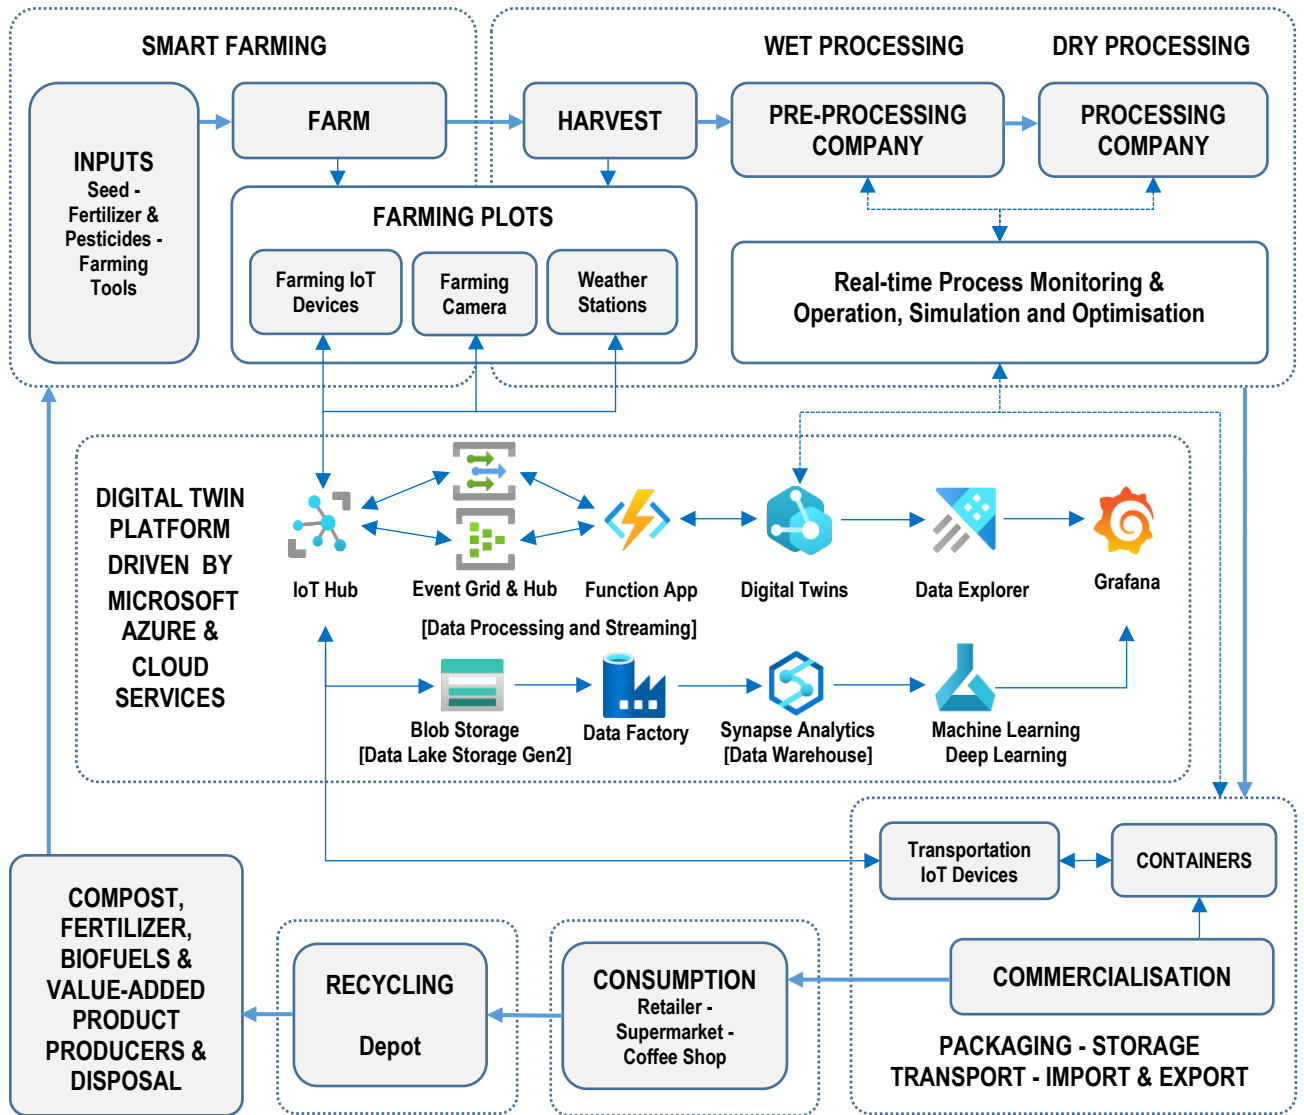 SMART FARMING
WET PROCESSING
DRY PROCESSING
INPUTS
Seed -
Fertilizer &
Pesticides -
Farming
Tools
FARM
HARVEST
PRE-PROCESSING
COMPANY
PROCESSING
COMPANY
FARMING PLOTS
Farming IoT
Devices
Farming
Camera
Weather
Stations
Real-time Process Monitoring &
Operation, Simulation and Optimisation
DIGITAL TWIN
PLATFORM
DRIVEN BY
MICROSOFT
AZURE &
CLOUD
SERVICES
IoT Hub
Event Grid & Hub
Function App
Digital Twins
Data Explorer
Grafana
[Data Processing and Streaming]
Blob Storage
[Data Lake Storage Gen2]
Data Factory
Synapse Analytics
[Data Warehouse]
Machine Learning
Deep Learning
Transportation
IoT Devices
CONTAINERS
COMMERCIALISATION
PACKAGING - STORAGE
TRANSPORT - IMPORT & EXPORT
CONSUMPTION
Retailer -
Supermarket -
Coffee Shop
RECYCLING
Depot
COMPOST,
FERTILIZER,
BIOFUELS &
VALUE-ADDED
PRODUCT
PRODUCERS &
DISPOSAL